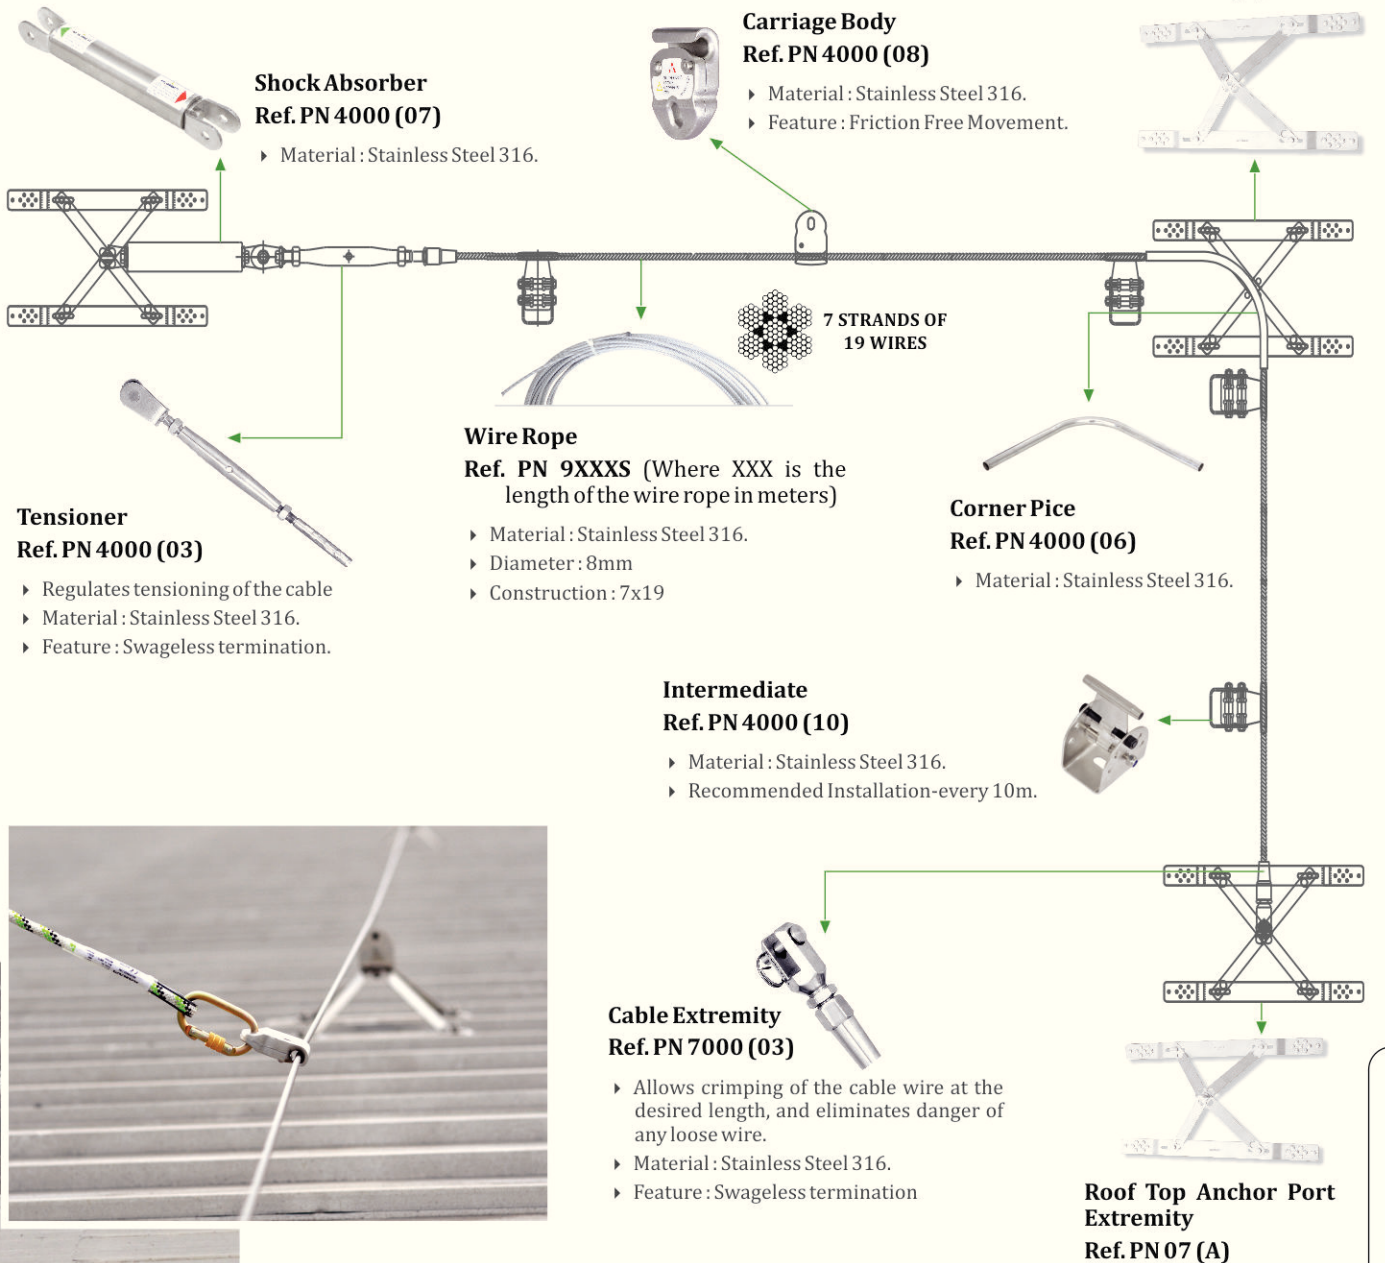 Shock Absorber
Ref. PN 4000 (07)
Material : Stainless Steel 316.
Carriage Body
Ref. PN 4000 (08)
Material : Stainless Steel 316.
Feature : Friction Free Movement.
7 STRANDS OF
19 WIRES
Wire Rope
Ref. PN 9XXXS (Where XXX is the
length of the wire rope in meters)
Material : Stainless Steel 316.
Diameter : 8mm
Construction : 7x19
Tensioner
Ref. PN 4000 (03)
Regulates tensioning of the cable
Material : Stainless Steel 316.
Feature : Swageless termination.
Corner Pice
Ref. PN 4000 (06)
Material : Stainless Steel 316.
Intermediate
Ref. PN 4000 (10)
Material : Stainless Steel 316.
Recommended Installation-every 10m.
Cable Extremity
Ref. PN 7000 (03)
Allows crimping of the cable wire at the
desired length, and eliminates danger of
any loose wire.
Material : Stainless Steel 316.
Feature : Swageless termination
Roof Top Anchor Port
Extremity
Ref. PN 07 (A)